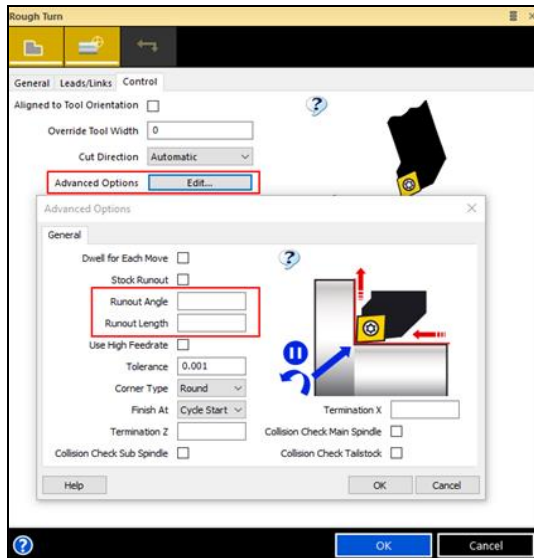 Rough Turn
General Leads/Links Control
Aligned to Tool Orientation
Override Tool Width 0
Cut Direction Automatic
Advanced Options Edit...
Advanced Options
General
Dwell for Each Move
Stock Runout
Runout Angle
Runout Length
Use High Feedrate
Tolerance 0.001
Corner Type Round
Finish At Cycle Start Termination X
Termination Z Collision Check Main Spindle
Collision Check Sub Spindle Collision Check Tailstock
Help OK Cancel
OK Cancel